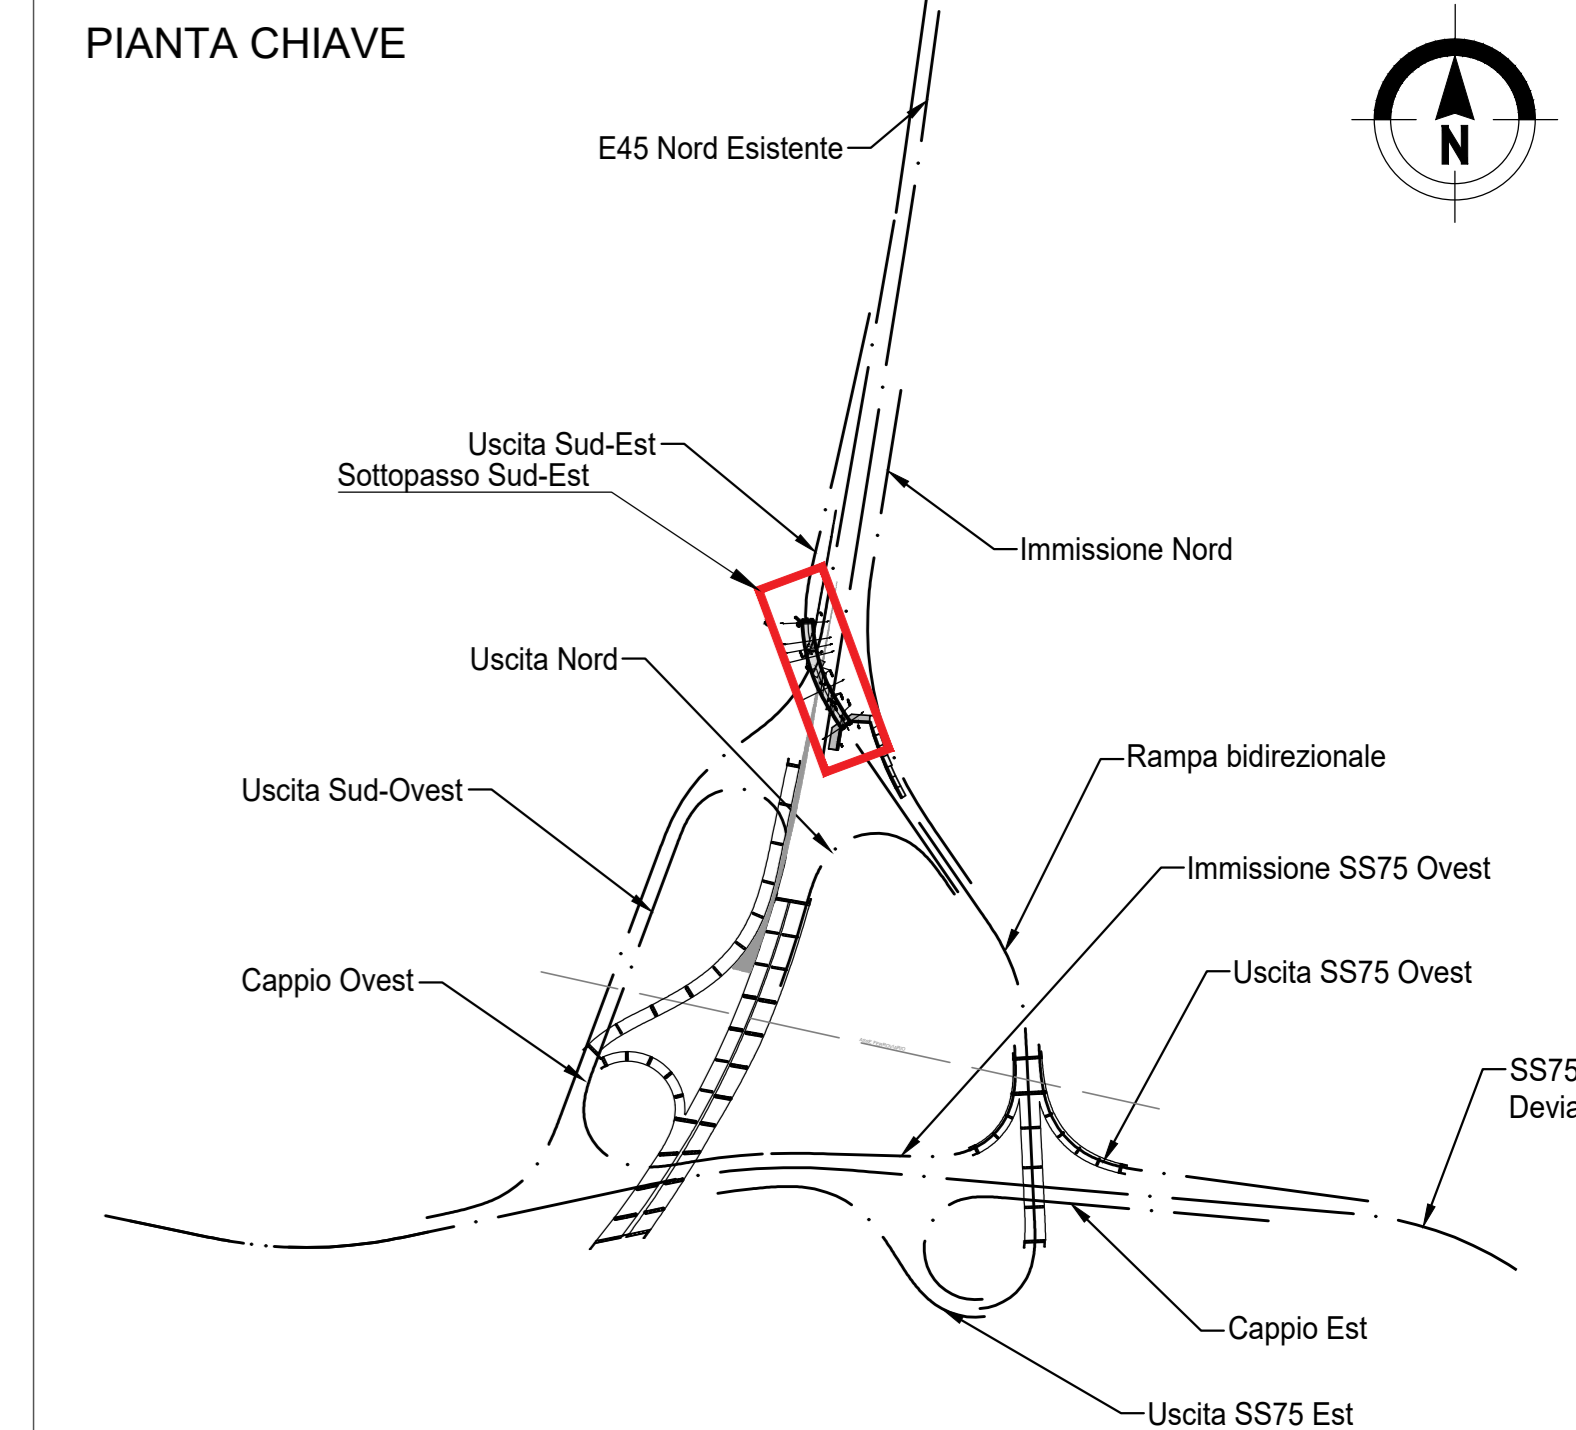 PIANTA CHIAVE
N
E45 Nord Esistente
Uscita Sud-Est
Sottopasso Sud-Est
Immissione Nord
Uscita Nord
Rampa bidirezionale
Uscita Sud-Ovest
Immissione SS75 Ovest
Uscita SS75 Ovest
Cappio Ovest
SS75
Devia
Cappio Est
Uscita SS75 Est